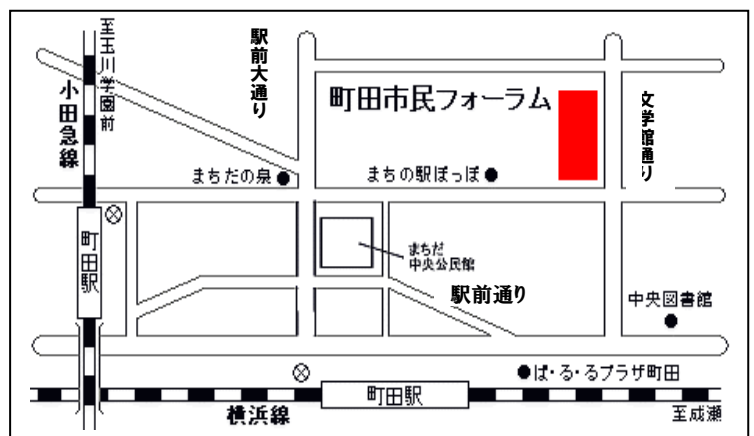 至玉川学園前
小田急線
駅前大通り
町田市民フォーラム
文学館通り
まちだの泉
まちの駅ぽっぽ
町田駅
まちだ
中央公民館
駅前通り
中央図書館
ぱ・る・るプラザ町田
町田駅
横浜線
至成瀬